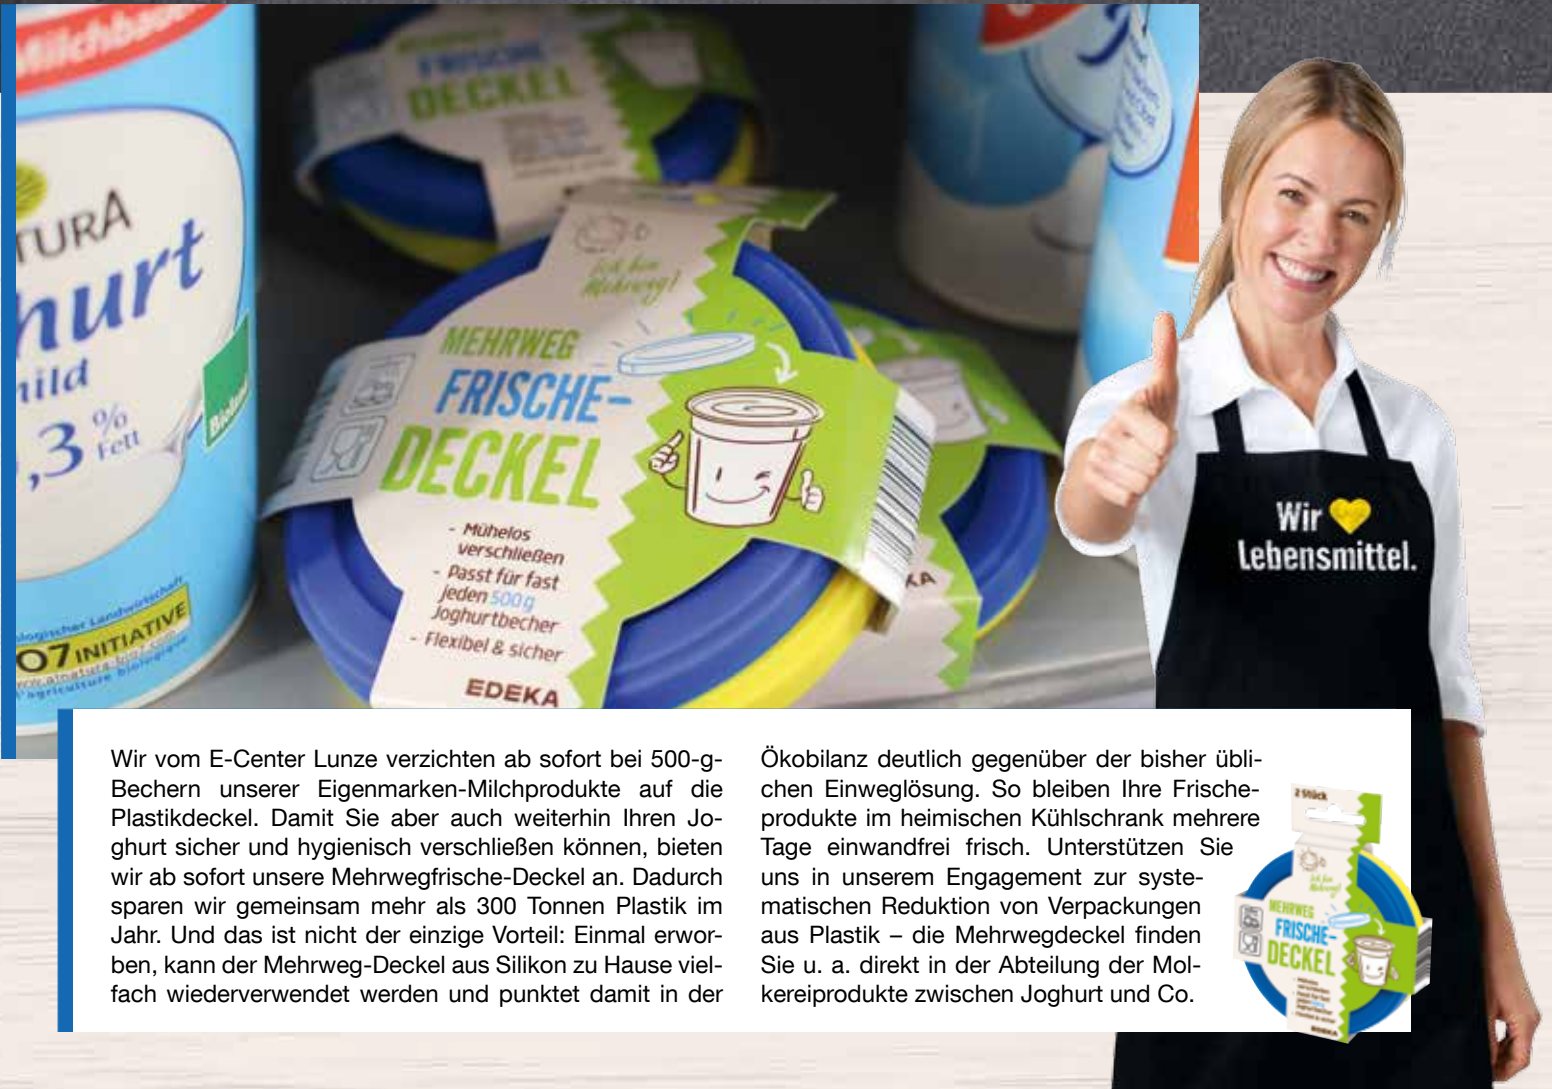 Milchbau
TURA
hurt
mild
,3 % Fett
Bioland
ologischer Landwirtschaft
07 INITIATIVE
MEHRWEG
FRISCHE-
DECKEL
Ich bin
Mehrweg!
MEHRWEG
FRISCHE-
DECKEL
- Mühelos
verschließen
- Passt für fast
jeden 500 g
Joghurtbecher
- Flexibel & sicher
EDEKA
KA
Wir
Lebensmittel.
Wir vom E-Center Lunze verzichten ab sofort bei 500-g-
Bechern unserer Eigenmarken-Milchprodukte auf die
Plastikdeckel. Damit Sie aber auch weiterhin Ihren Jo-
ghurt sicher und hygienisch verschließen können, bieten
wir ab sofort unsere Mehrwegfrische-Deckel an. Dadurch
sparen wir gemeinsam mehr als 300 Tonnen Plastik im
Jahr. Und das ist nicht der einzige Vorteil: Einmal erwor-
ben, kann der Mehrweg-Deckel aus Silikon zu Hause viel-
fach wiederverwendet werden und punktet damit in der
Ökobilanz deutlich gegenüber der bisher übli-
chen Einweglösung. So bleiben Ihre Frische-
produkte im heimischen Kühlschrank mehrere
Tage einwandfrei frisch. Unterstützen Sie
uns in unserem Engagement zur syste-
matischen Reduktion von Verpackungen
aus Plastik – die Mehrwegdeckel finden
Sie u. a. direkt in der Abteilung der Mol-
kereiprodukte zwischen Joghurt und Co.
2 Stück
Ich bin
Mehrweg!
MEHRWEG
FRISCHE-
DECKEL
EDEKA